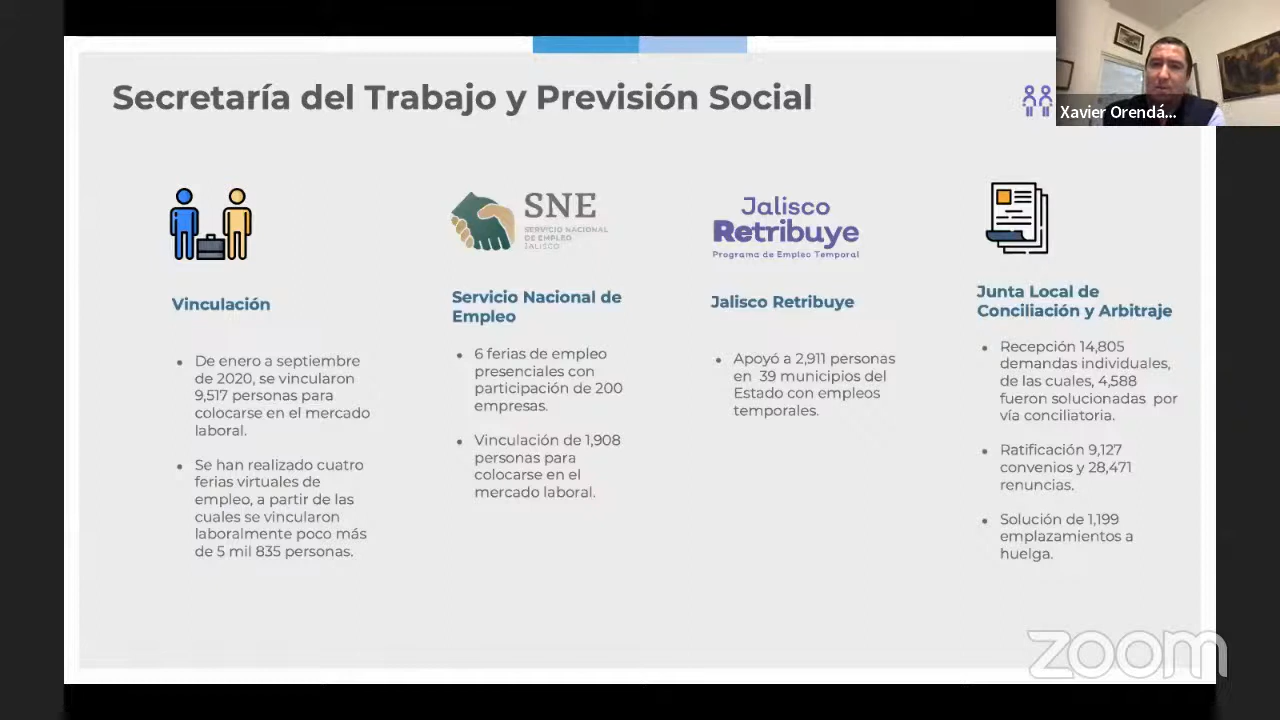 Secretaría del Trabajo y Previsión Social
Xavier Orendá...
Vinculación
De enero a septiembre
de 2020, se vincularon
9,517 personas para
colocarse en el mercado
laboral.
Se han realizado cuatro
ferias virtuales de
empleo, a partir de las
cuales se vincularon
laboralmente poco más
de 5 mil 835 personas.
SNE
SERVICIO NACIONAL
DE EMPLEO
JALISCO
Servicio Nacional de
Empleo
6 ferias de empleo
presenciales con
participación de 200
empresas.
Vinculación de 1,908
personas para
colocarse en el
mercado laboral.
Jalisco
Retribuye
Programa de Empleo Temporal
Jalisco Retribuye
Apoyó a 2,911 personas
en 39 municipios del
Estado con empleos
temporales.
Junta Local de
Conciliación y Arbitraje
Recepción 14,805
demandas individuales,
de las cuales, 4,588
fueron solucionadas por
vía conciliatoria.
Ratificación 9,127
convenios y 28,471
renuncias.
Solución de 1,199
emplazamientos a
huelga.
zoom